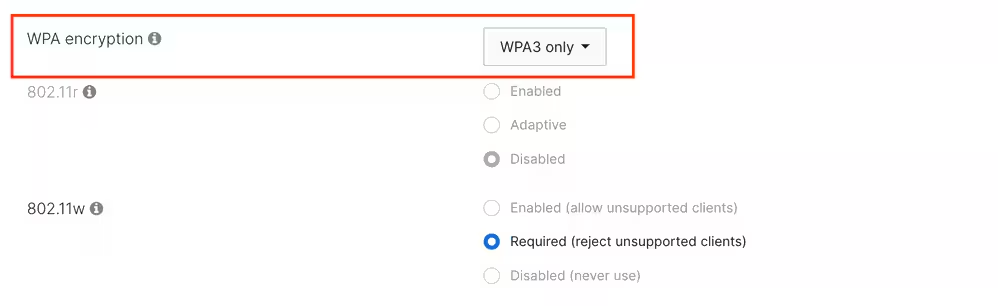 WPA encryption
WPA3 only
802.11r
Enabled
Adaptive
Disabled
802.11w
Enabled (allow unsupported clients)
Required (reject unsupported clients)
Disabled (never use)